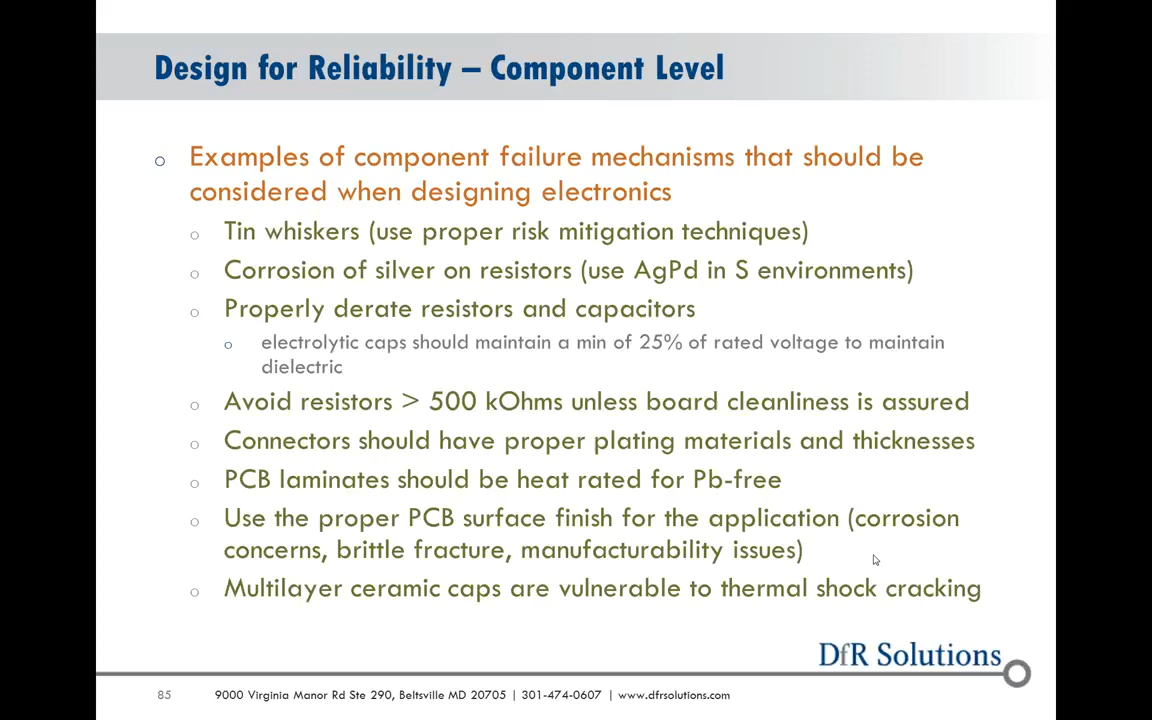 Design for Reliability – Component Level
o Examples of component failure mechanisms that should be
considered when designing electronics
o Tin whiskers (use proper risk mitigation techniques)
o Corrosion of silver on resistors (use AgPd in S environments)
o Properly derate resistors and capacitors
o electrolytic caps should maintain a min of 25% of rated voltage to maintain
dielectric
o Avoid resistors > 500 kOhms unless board cleanliness is assured
o Connectors should have proper plating materials and thicknesses
o PCB laminates should be heat rated for Pb-free
o Use the proper PCB surface finish for the application (corrosion
concerns, brittle fracture, manufacturability issues)
o Multilayer ceramic caps are vulnerable to thermal shock cracking
DfR Solutions
85 9000 Virginia Manor Rd Ste 290, Beltsville MD 20705 | 301-474-0607 | www.dfrsolutions.com